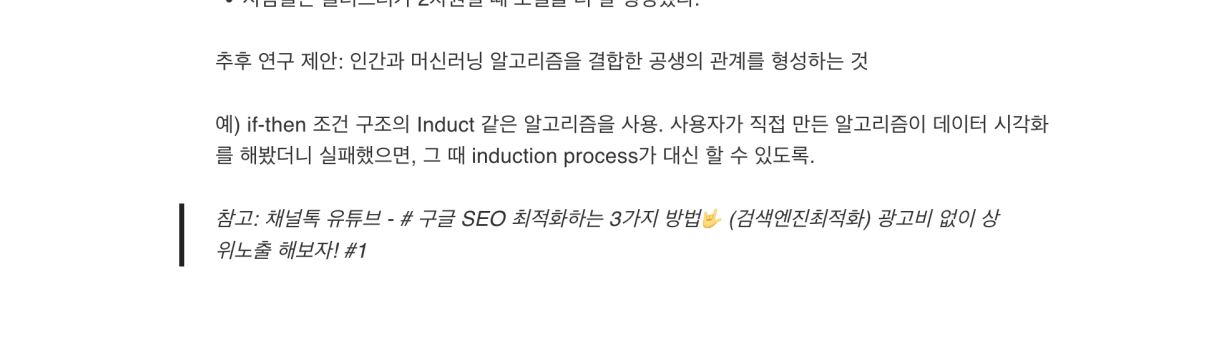 추후 연구 제안: 인간과 머신러닝 알고리즘을 결합한 공생의 관계를 형성하는 것
예) if-then 조건 구조의 Induct 같은 알고리즘을 사용. 사용자가 직접 만든 알고리즘이 데이터 시각화
를 해봤더니 실패했으면, 그 때 induction process가 대신 할 수 있도록.
참고: 채널톡 유튜브 - # 구글 SEO 최적화하는 3가지 방법🤟 (검색엔진최적화) 광고비 없이 상
위노출 해보자! #1